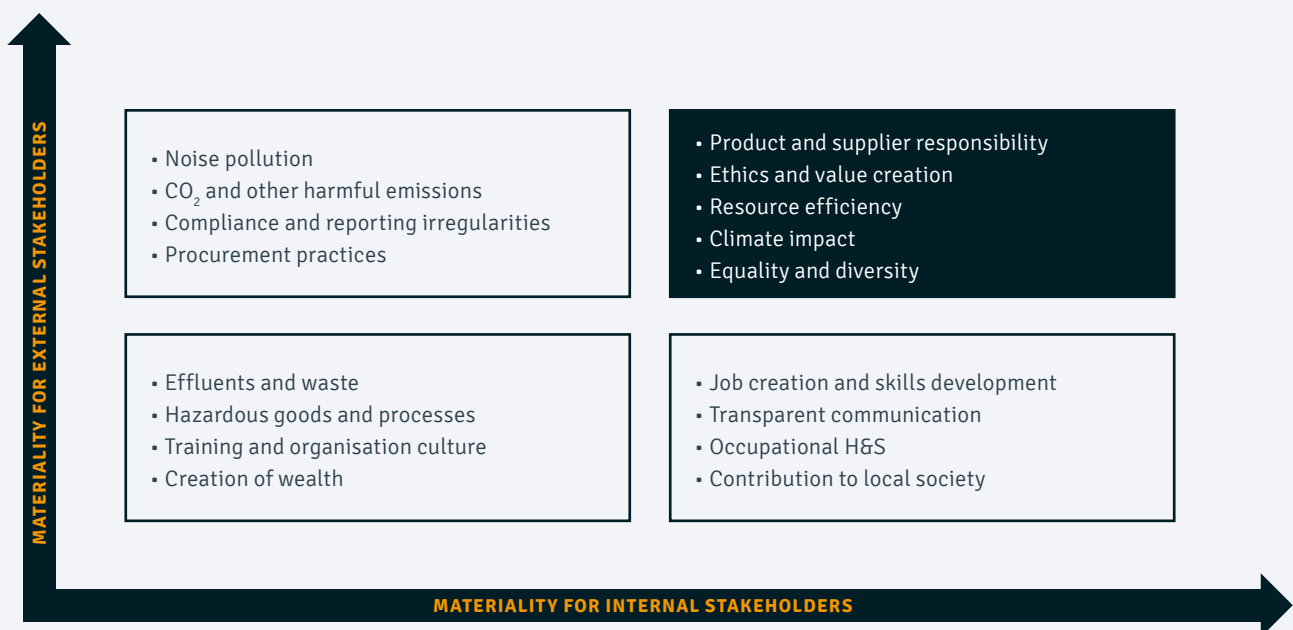 MATERIALITY FOR EXTERNAL STAKEHOLDERS
• Noise pollution
• CO₂ and other harmful emissions
• Compliance and reporting irregularities
• Procurement practices
• Product and supplier responsibility
• Ethics and value creation
• Resource efficiency
• Climate impact
• Equality and diversity
• Effluents and waste
• Hazardous goods and processes
• Training and organisation culture
• Creation of wealth
• Job creation and skills development
• Transparent communication
• Occupational H&S
• Contribution to local society
MATERIALITY FOR INTERNAL STAKEHOLDERS